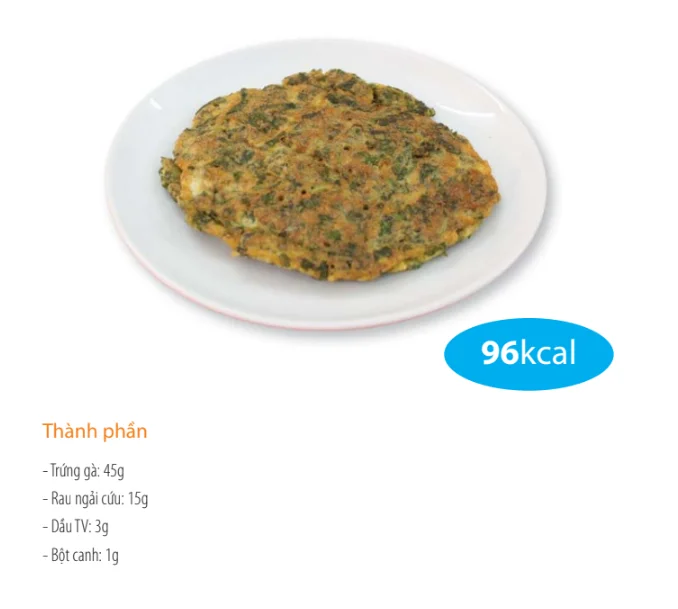 96kcal
Thành phần
- Trứng gà: 45g
- Rau ngải cứu: 15g
- Dầu TV: 3g
- Bột canh: 1g